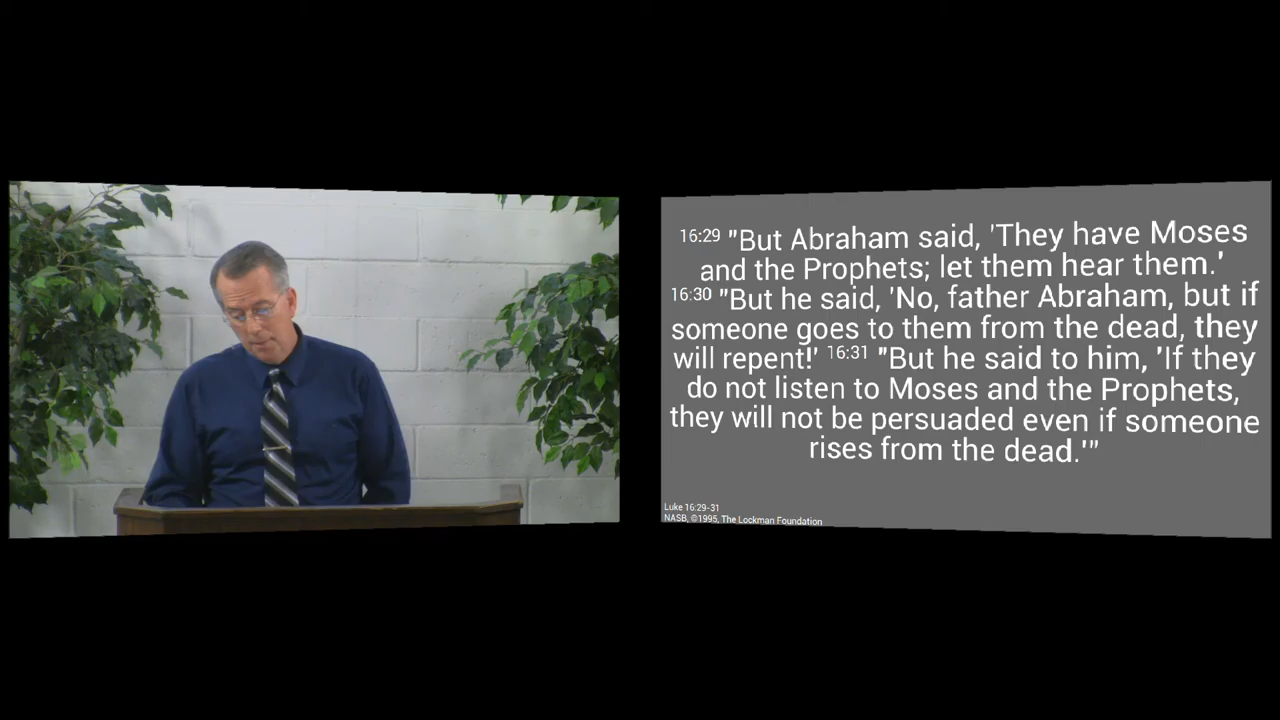 16:29 "But Abraham said, 'They have Moses
and the Prophets; let them hear them.'
16:30 "But he said, 'No, father Abraham, but if
someone goes to them from the dead, they
will repent!' 16:31 "But he said to him, 'If they
do not listen to Moses and the Prophets,
they will not be persuaded even if someone
rises from the dead.'"
Luke 16:29-31
NASB, ©1995, The Lockman Foundation